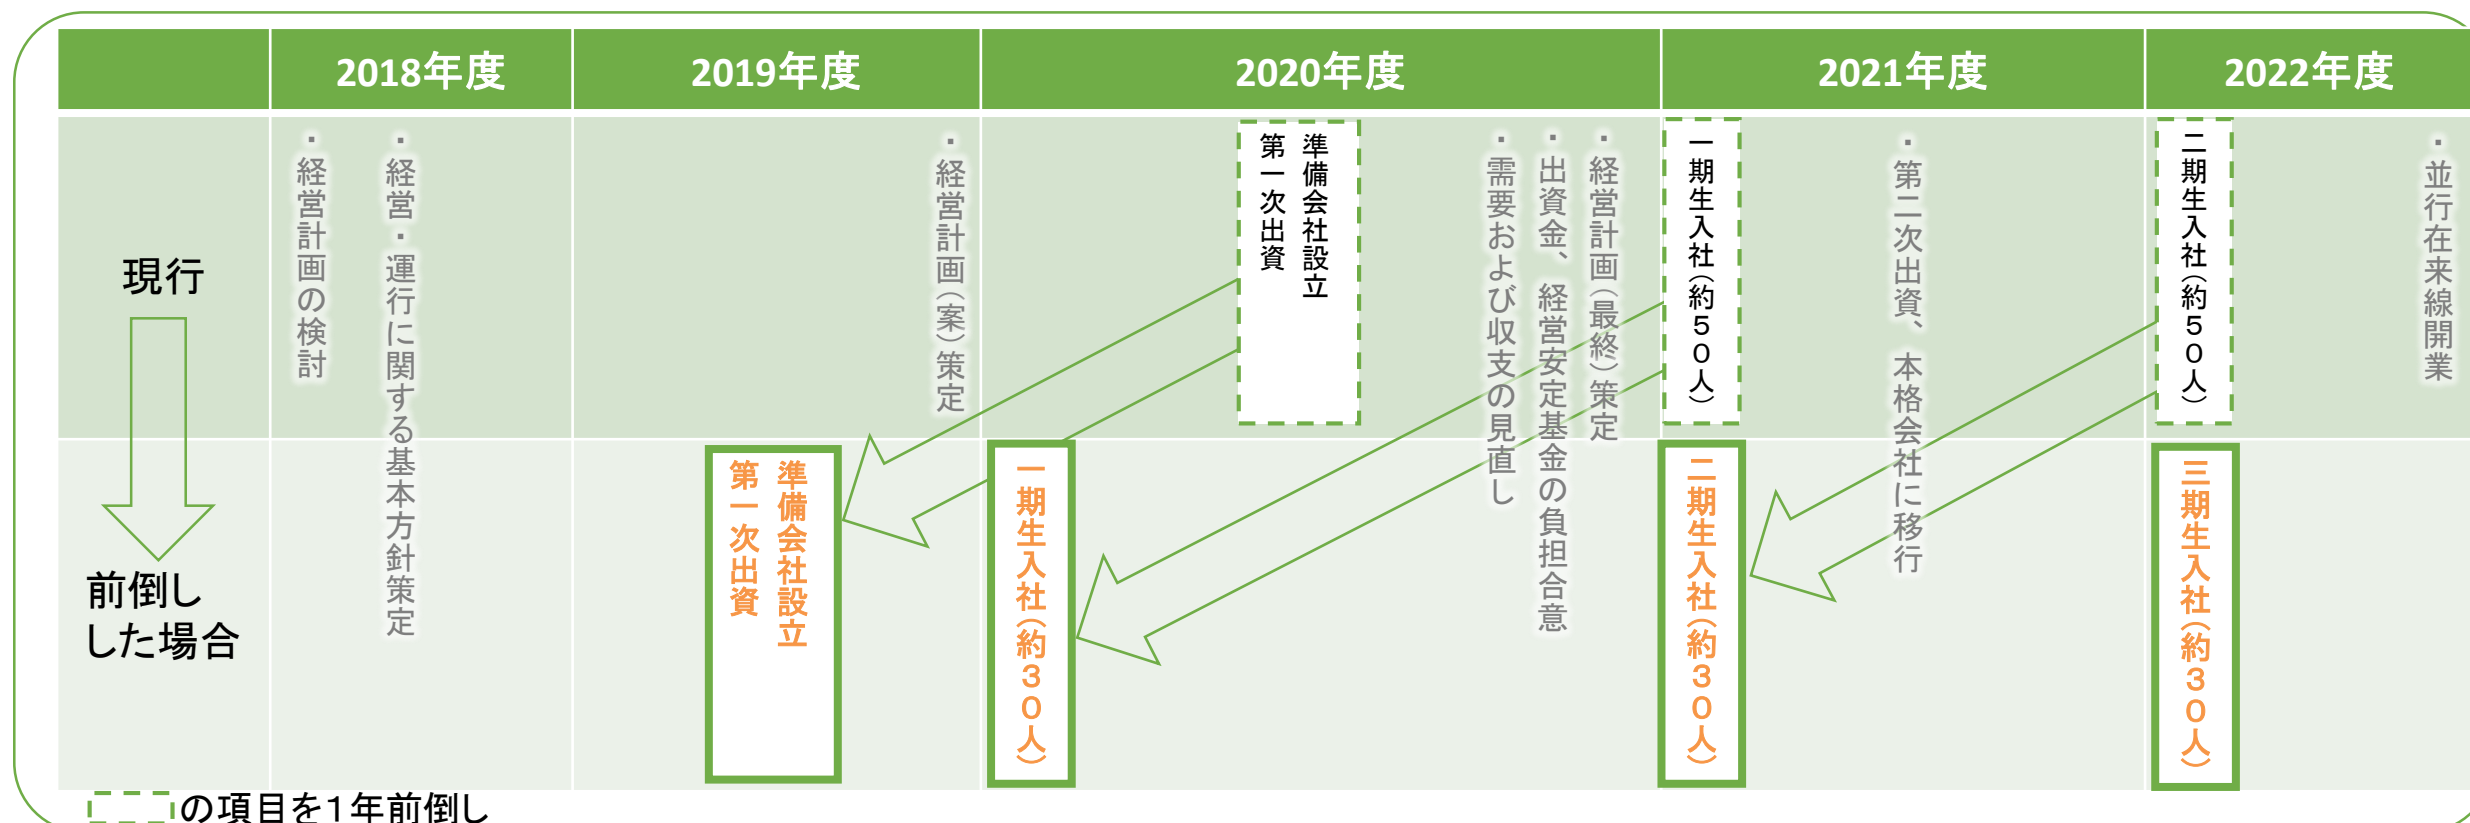 2018年度
2019年度
2020年度
2021年度
2022年度
現行
・経営計画の検討
・経営・運行に関する基本方針策定
・経営計画（案）策定
準備会社設立
第一次出資
・経営計画（最終）策定
・出資金、経営安定基金の負担合意
・需要および収支の見直し
一期生入社（約５０人）
・第二次出資、本格会社に移行
二期生入社（約５０人）
・並行在来線開業
前倒し
した場合
準備会社設立
第一次出資
一期生入社（約３０人）
二期生入社（約３０人）
三期生入社（約３０人）
の項目を１年前倒し